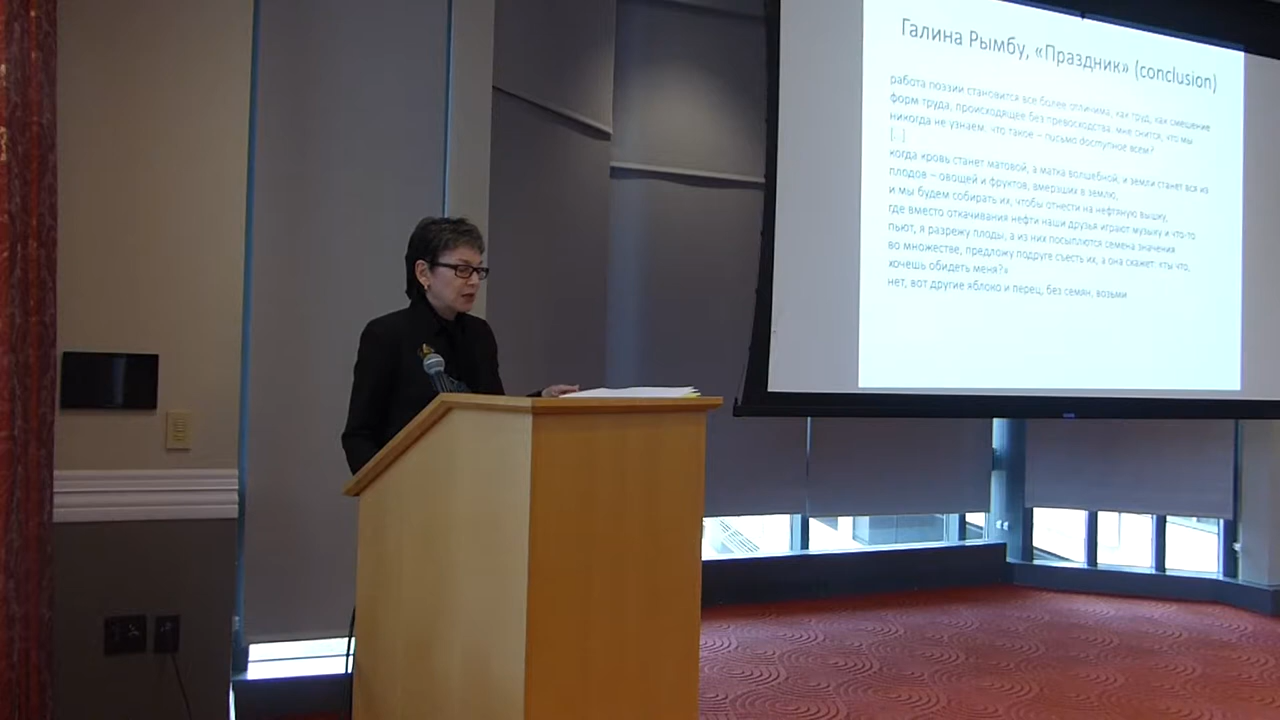 Галина Рымбу, «Праздник» (conclusion)
работа поэзии становится все более отличима, как труд, как смешение
форм труда, происходящее без превосходства. мне снится, что мы
никогда не узнаем, что такое – письмо доступное всем?
[...]
когда кровь станет матовой, а матка волшебной, и земли станет вся из
плодов – овощей и фруктов, вмерзших в землю,
и мы будем собирать их, чтобы отнести на нефтяную вышку,
где вместо откачивания нефти наши друзья играют музыку и что-то
пьют, я разрежу плоды, а из них посыплются семена значения
во множестве, предложу подруге съесть их, а она скажет: «ты что,
хочешь обидеть меня?»
нет, вот другие яблоко и перец, без семян, возьми